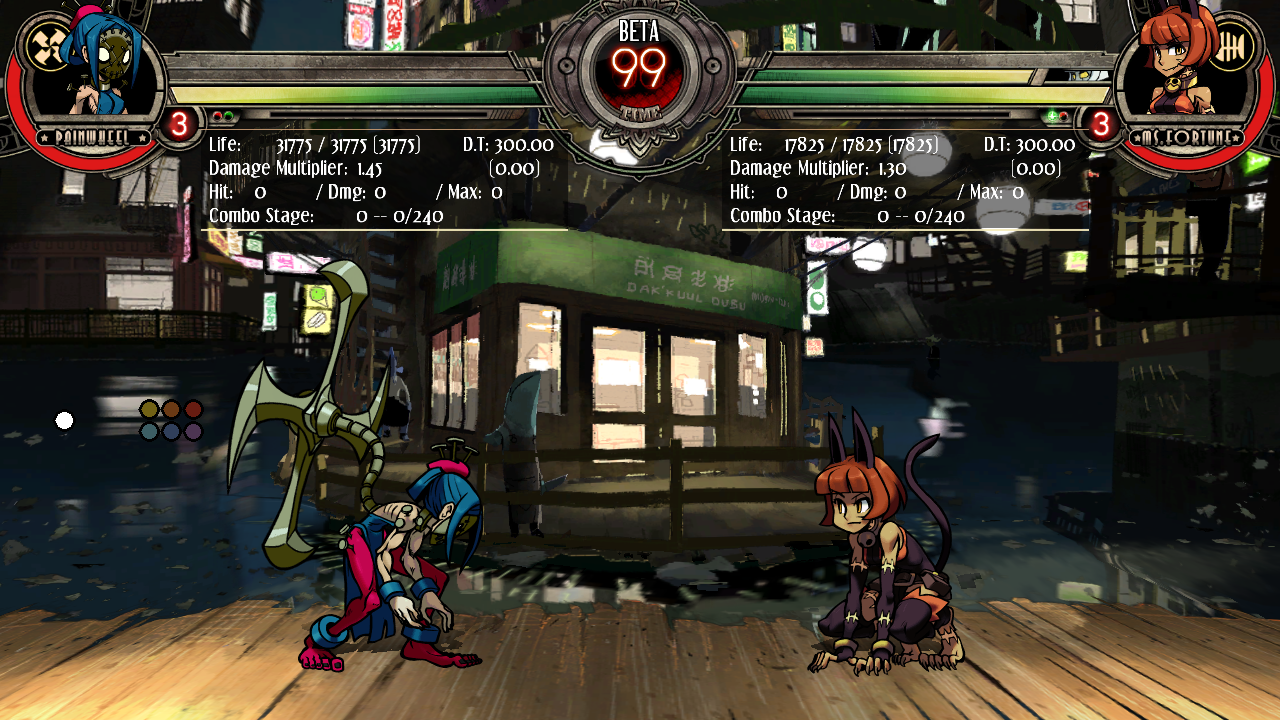 BETA
99
TIME
3
★ PAINWHEEL ★
3
★MS.FORTUNE★
Life: 31775 / 31775 (31775) D.T: 300.00
Damage Multiplier: 1.45 (0.00)
Hit: 0 / Dmg: 0 / Max: 0
Combo Stage: 0 -- 0/240
Life: 17825 / 17825 (17825) D.T: 300.00
Damage Multiplier: 1.30 (0.00)
Hit: 0 / Dmg: 0 / Max: 0
Combo Stage: 0 -- 0/240
DAK'KUUL OUSU